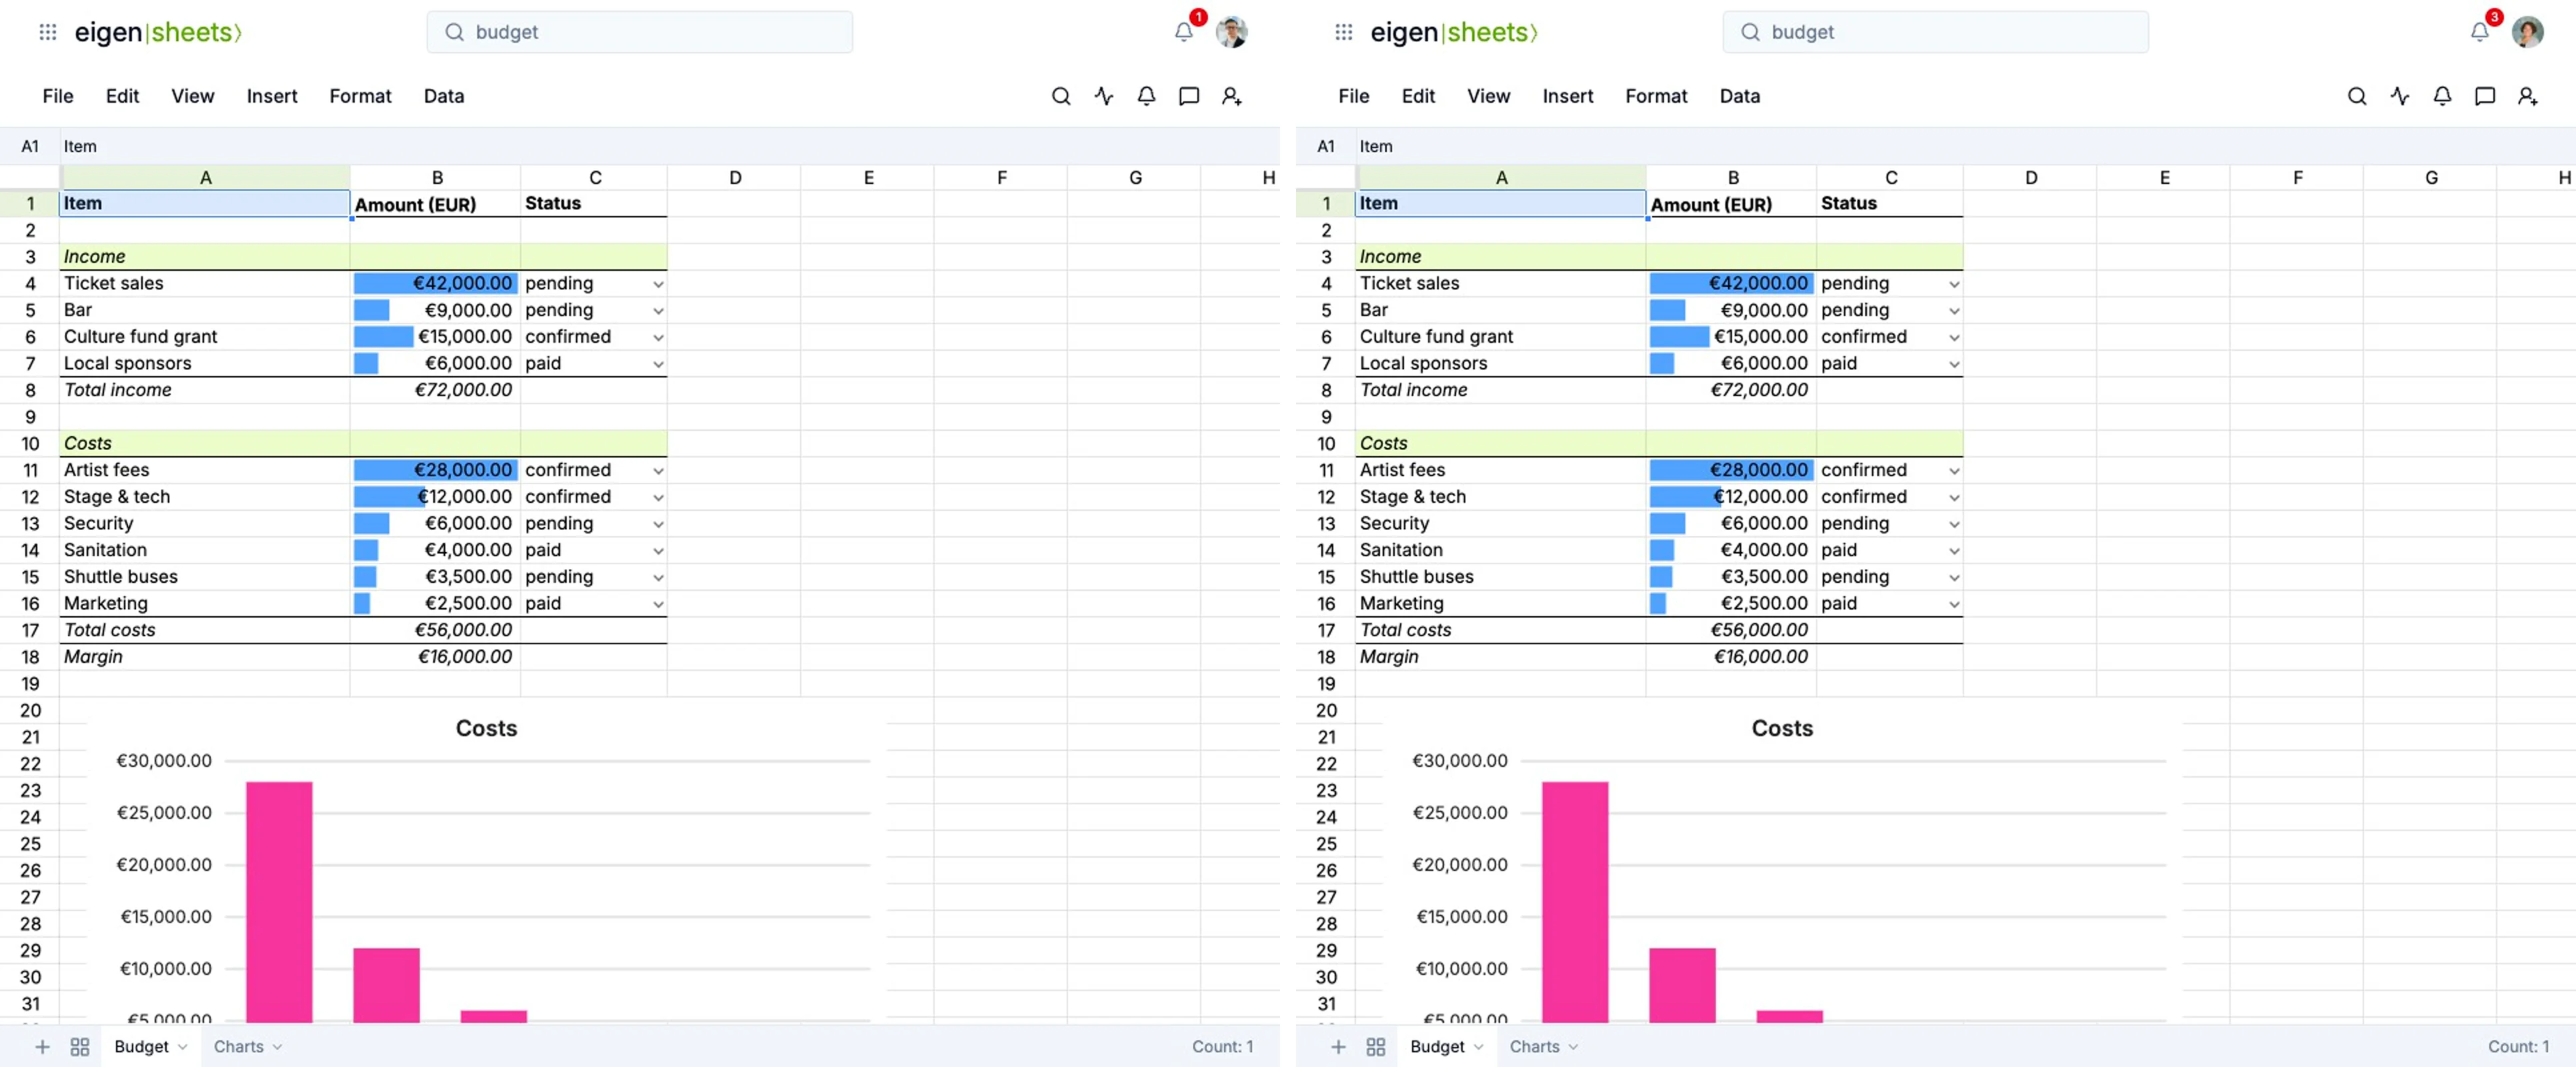 eigen|sheets⟩
budget
1
File Edit View Insert Format Data
A1 Item
A B C D E F G H
1 Item Amount (EUR) Status
2
3 Income
4 Ticket sales €42,000.00 pending
5 Bar €9,000.00 pending
6 Culture fund grant €15,000.00 confirmed
7 Local sponsors €6,000.00 paid
8 Total income €72,000.00
9
10 Costs
11 Artist fees €28,000.00 confirmed
12 Stage & tech €12,000.00 confirmed
13 Security €6,000.00 pending
14 Sanitation €4,000.00 paid
15 Shuttle buses €3,500.00 pending
16 Marketing €2,500.00 paid
17 Total costs €56,000.00
18 Margin €16,000.00
19
20
21
22
23
24
25
26
27
28
29
30
31
Costs
€30,000.00
€25,000.00
€20,000.00
€15,000.00
€10,000.00
€5,000.00
Budget Charts Count: 1
eigen|sheets⟩
budget
3
File Edit View Insert Format Data
A1 Item
A B C D E F G H
1 Item Amount (EUR) Status
2
3 Income
4 Ticket sales €42,000.00 pending
5 Bar €9,000.00 pending
6 Culture fund grant €15,000.00 confirmed
7 Local sponsors €6,000.00 paid
8 Total income €72,000.00
9
10 Costs
11 Artist fees €28,000.00 confirmed
12 Stage & tech €12,000.00 confirmed
13 Security €6,000.00 pending
14 Sanitation €4,000.00 paid
15 Shuttle buses €3,500.00 pending
16 Marketing €2,500.00 paid
17 Total costs €56,000.00
18 Margin €16,000.00
19
20
21
22
23
24
25
26
27
28
29
30
31
Costs
€30,000.00
€25,000.00
€20,000.00
€15,000.00
€10,000.00
€5,000.00
Budget Charts Count: 1